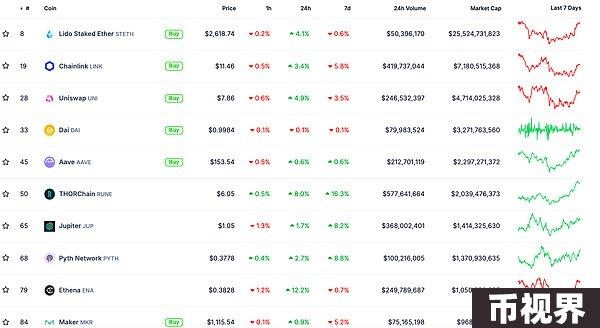 # Coin Price 1h 24h 7d 24h Volume Market Cap Last 7 Days
8 Lido Staked Ether STETH Buy $2,618.74 0.2% 4.1% 0.6% $50,396,170 $25,524,731,823
19 Chainlink LINK Buy $11.46 0.5% 3.4% 5.8% $419,737,044 $7,180,515,368
28 Uniswap UNI Buy $7.86 0.6% 4.9% 3.5% $246,532,397 $4,714,025,328
33 Dai DAI Buy $0.9984 0.1% 0.1% 0.1% $79,983,524 $3,271,763,560
45 Aave AAVE Buy $153.54 0.5% 0.6% 0.6% $212,701,119 $2,297,271,372
50 THORChain RUNE $6.05 0.5% 8.0% 16.3% $577,641,664 $2,039,476,373
65 Jupiter JUP $1.05 1.3% 1.7% 8.2% $368,002,401 $1,414,325,630
68 Pyth Network PYTH $0.3778 0.4% 2.7% 8.8% $100,216,005 $1,370,930,635
79 Ethena ENA $0.3828 1.2% 12.2% 0.7% $249,789,687 $1,050
84 Maker MKR Buy $1,115.54 0.1% 0.9% 5.2% $75,165,198 $968
币视界